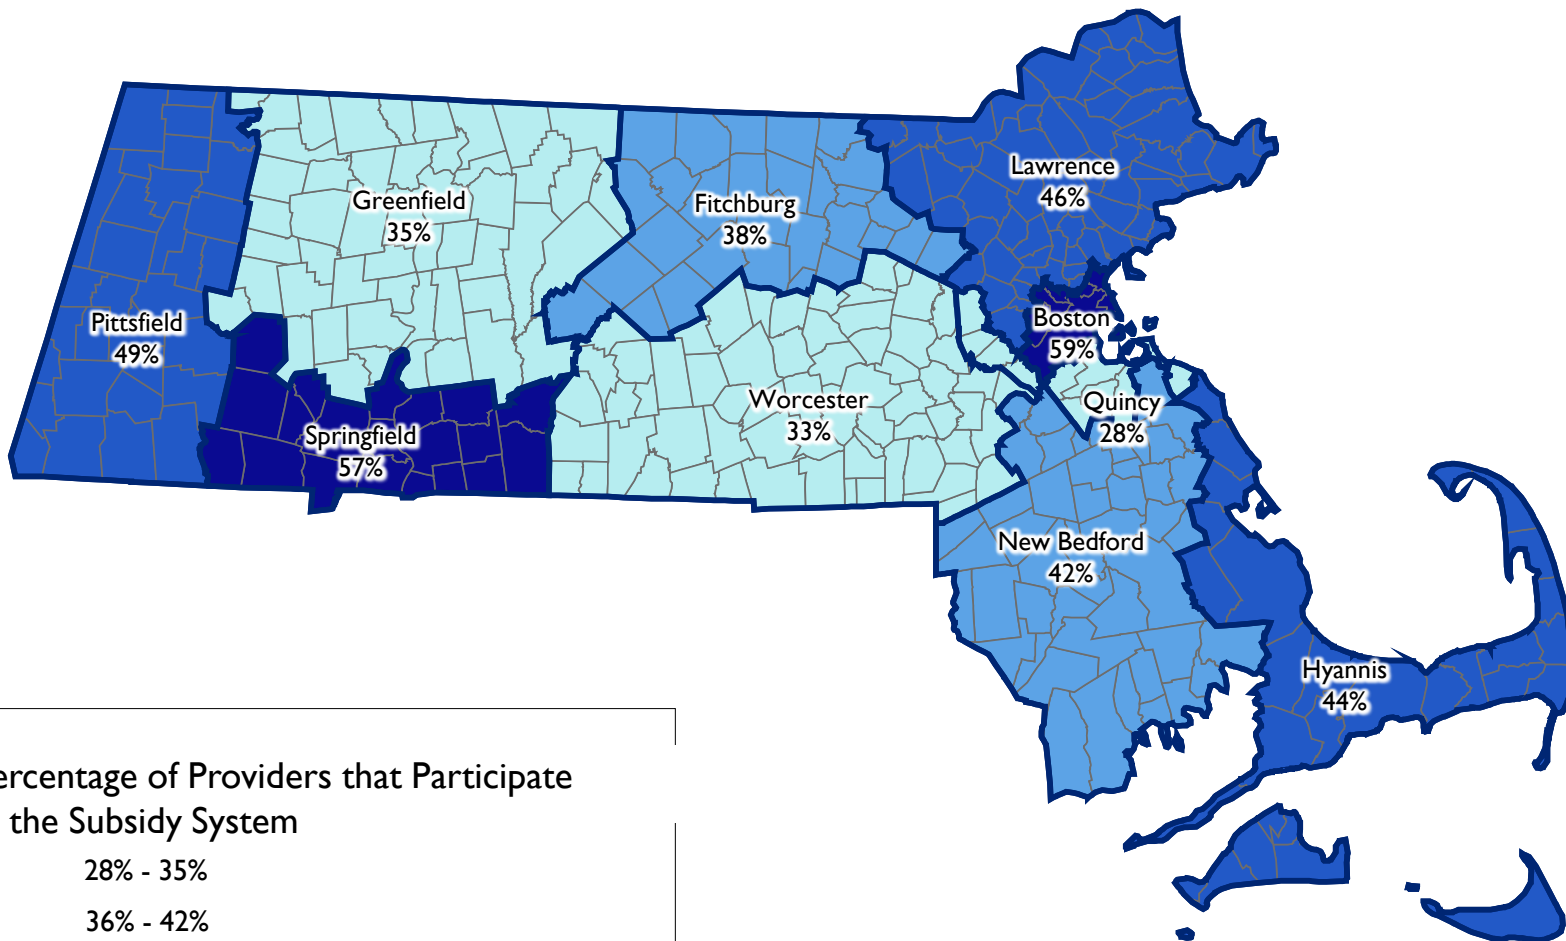 Lawrence
46%
Greenfield
35%
Fitchburg
38%
Pittsfield
49%
Boston
59%
Worcester
33%
Quincy
28%
Springfield
57%
New Bedford
42%
Hyannis
44%
ercentage of Providers that Participate
the Subsidy System
28% - 35%
36% - 42%